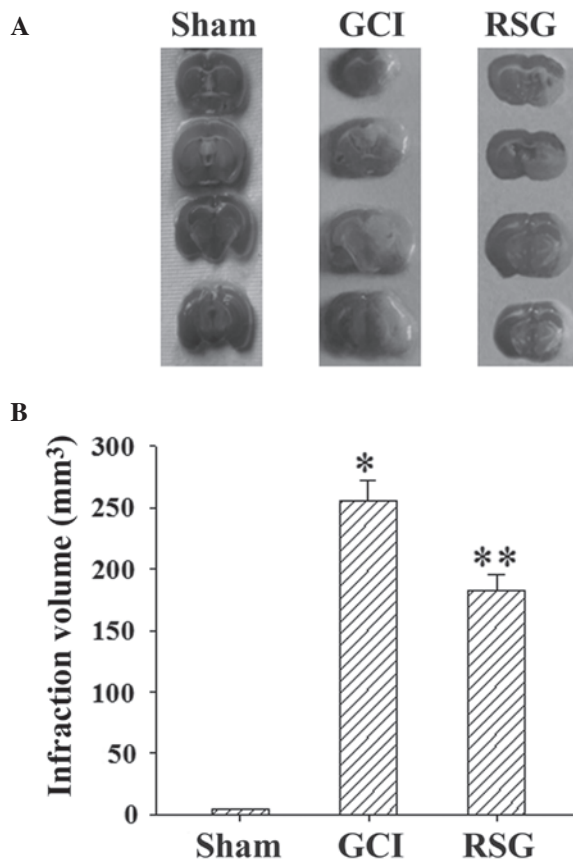 A
Sham GCI RSG
B
Infraction volume (mm³)
300
250
200
150
100
50
0
*
**
Sham GCI RSG